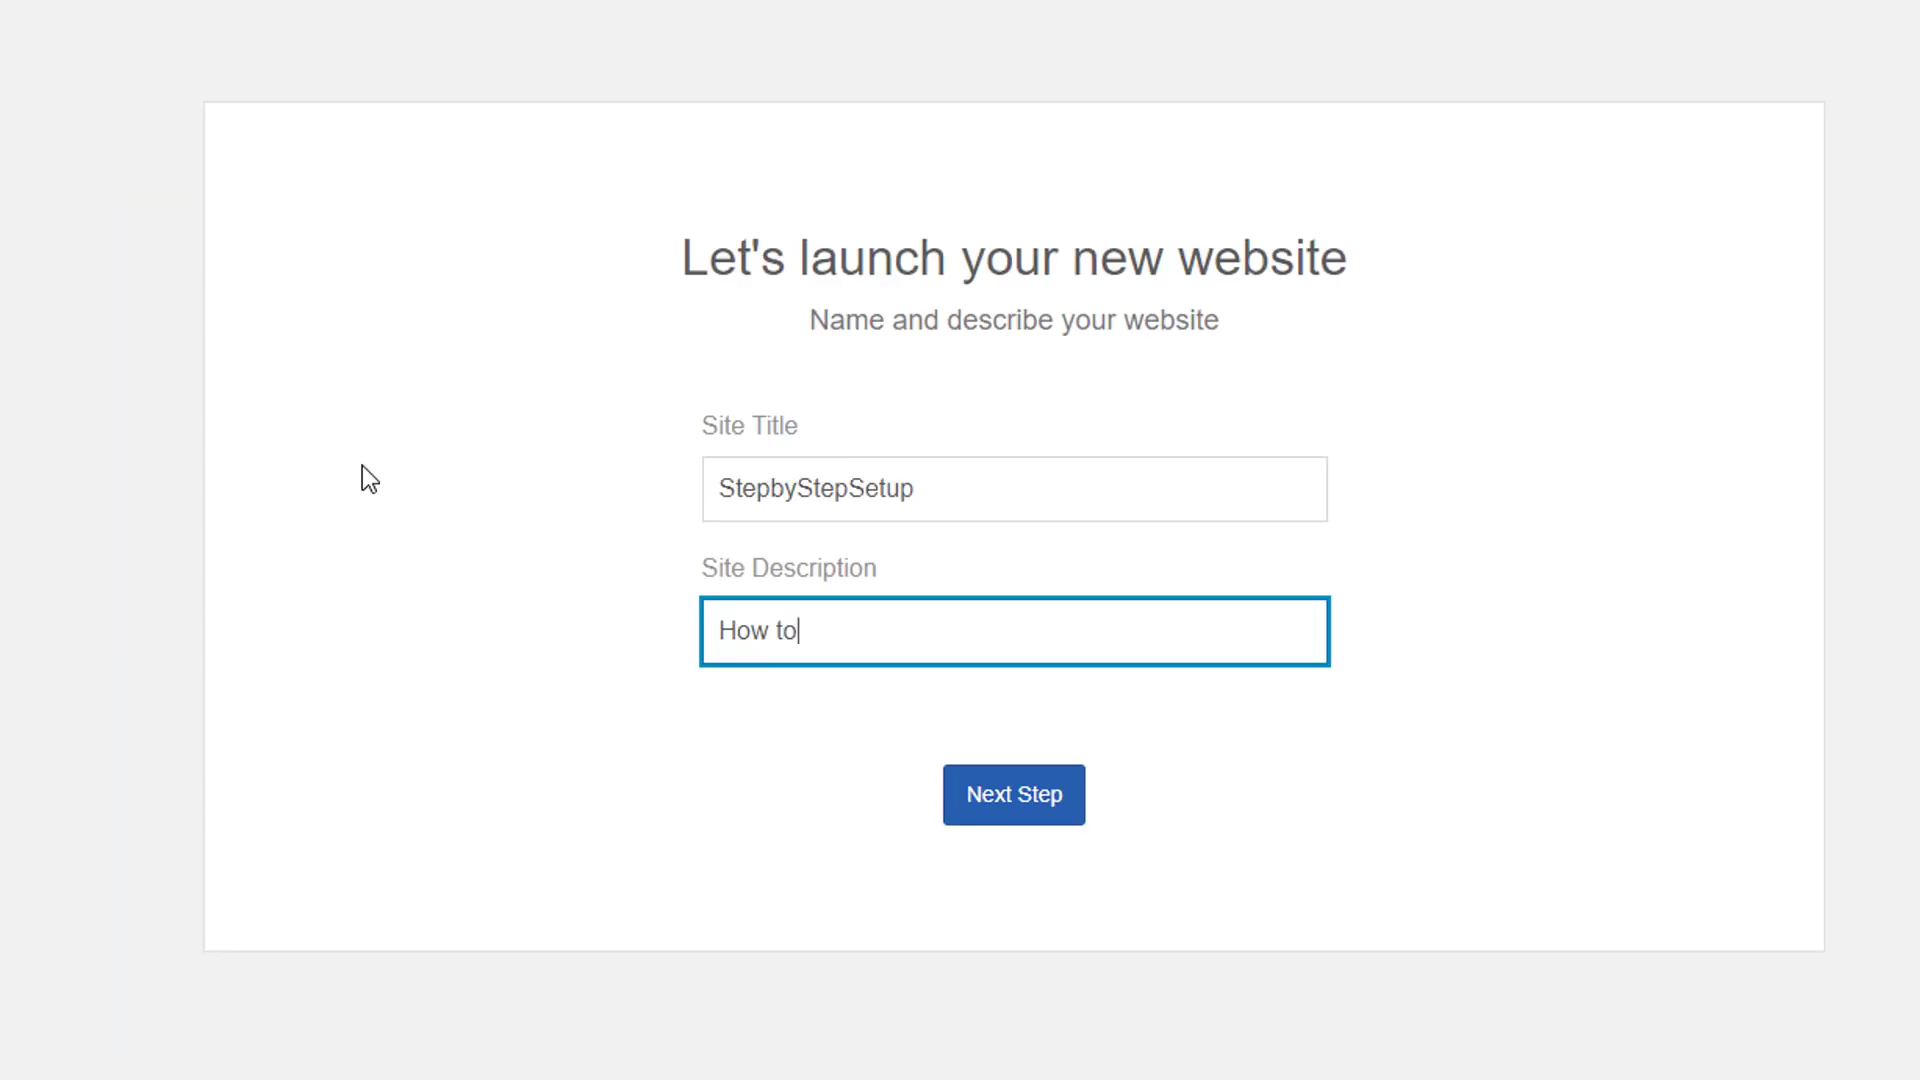 Let's launch your new website
Name and describe your website
Site Title
StepbyStepSetup
Site Description
How to
Next Step